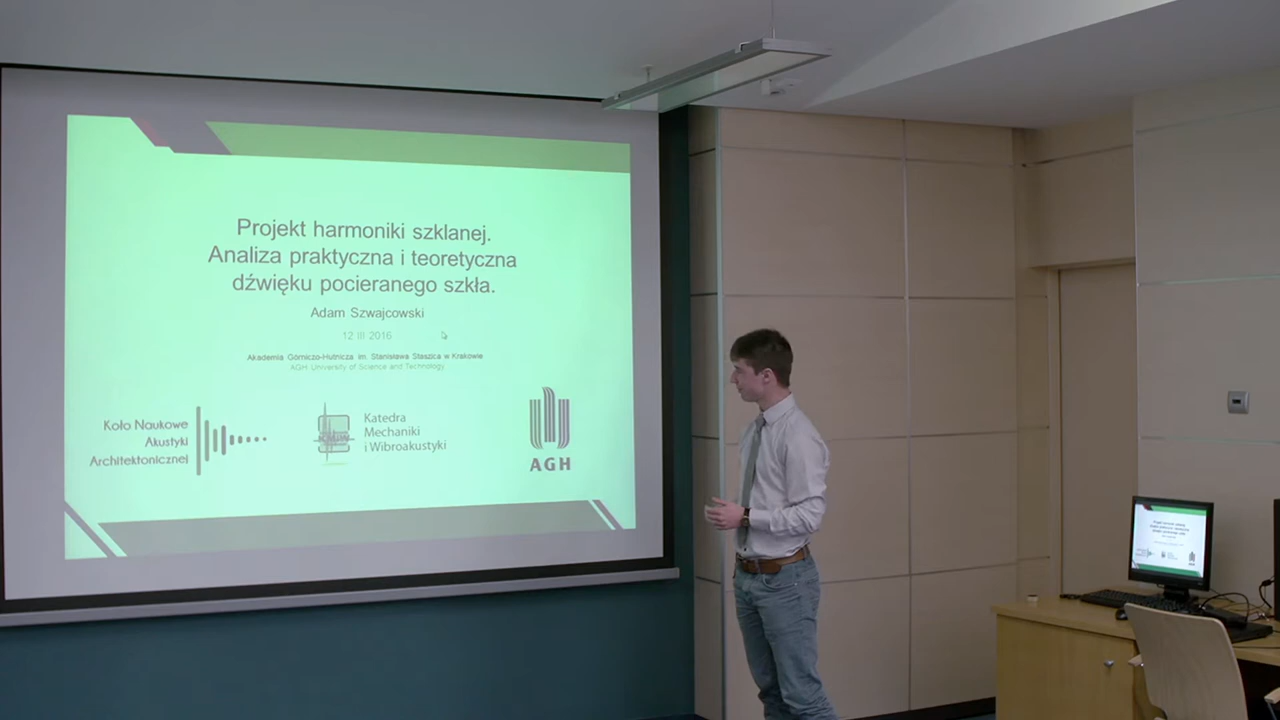 Projekt harmoniki szklanej.
Analiza praktyczna i teoretyczna
dźwięku pocieranego szkła.
Adam Szwajcowski
12 III 2016
Akademia Górniczo-Hutnicza im. Stanisława Staszica w Krakowie
AGH University of Science and Technology
Koło Naukowe
Akustyki
Architektonicznej
Katedra
Mechaniki
i Wibroakustyki
AGH